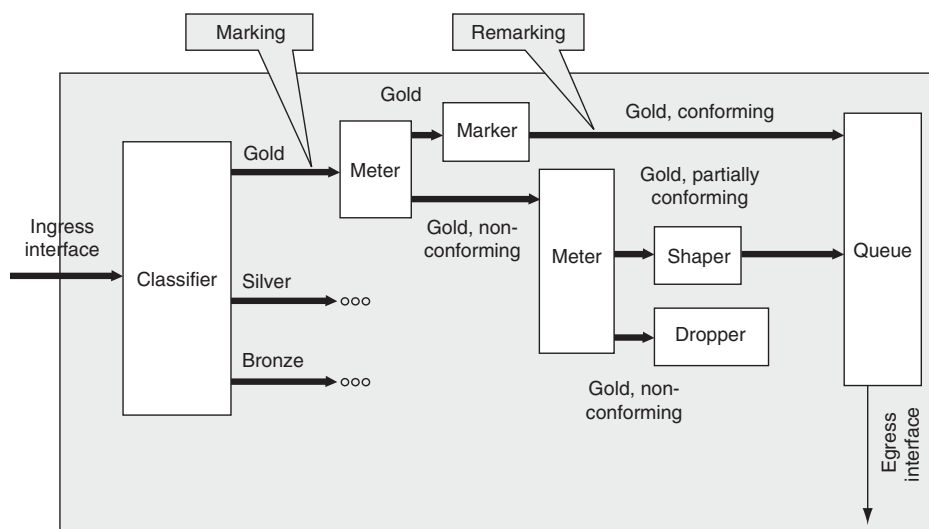 Marking
Remarking
Gold
Marker
Gold, conforming
Gold
Meter
Gold, partially
conforming
Gold, non-
conforming
Ingress
interface
Classifier
Meter
Shaper
Queue
Silver
Dropper
Bronze
Gold, non-
conforming
Egress
interface